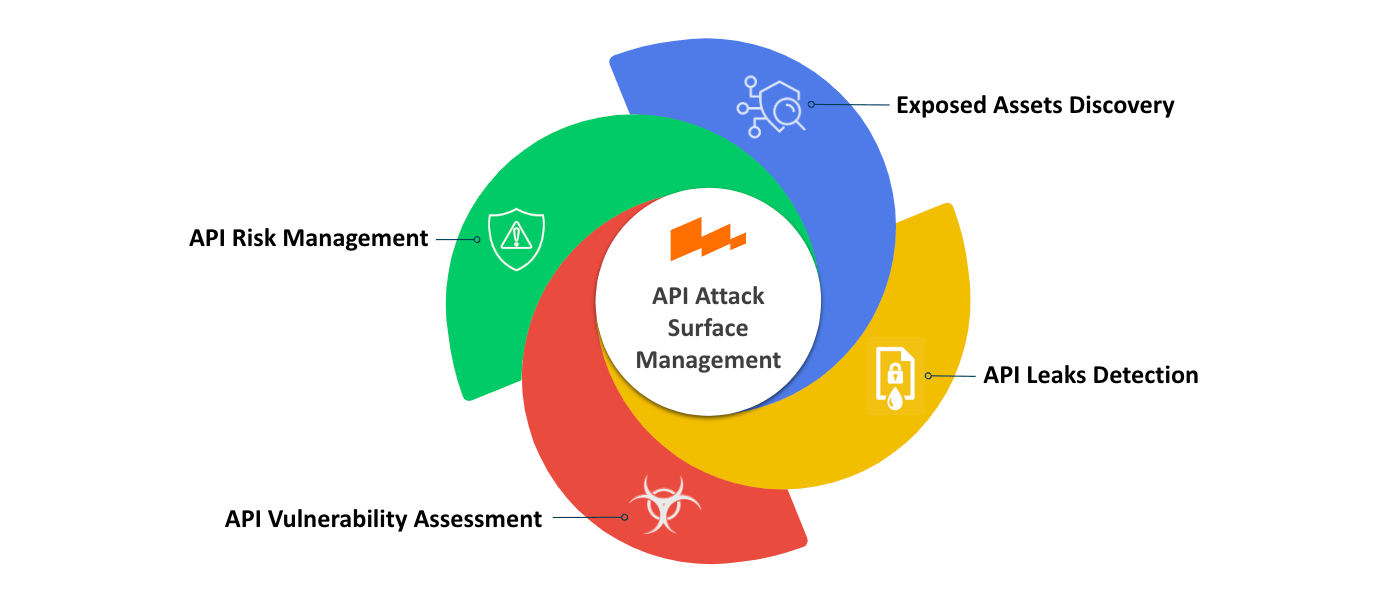 Exposed Assets Discovery
API Risk Management
API Attack
Surface
Management
API Leaks Detection
API Vulnerability Assessment